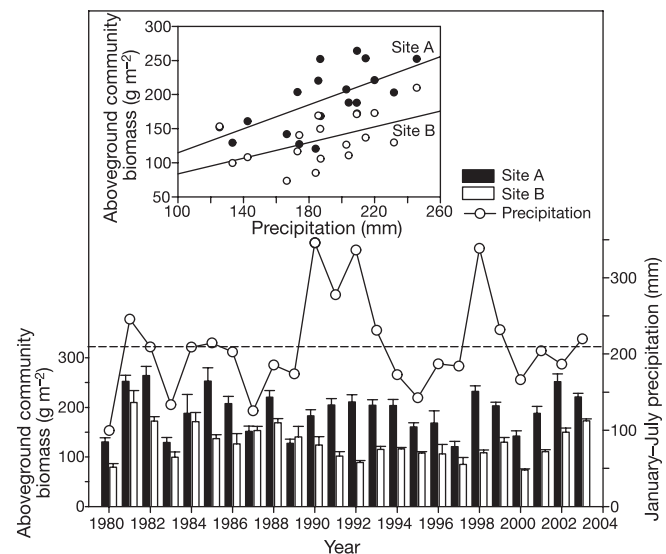 Aboveground community
biomass (g m⁻²)
300
250
200
150
100
50
Site A
Site B
100 140 180 220 260
Precipitation (mm)
Site A
Site B
Precipitation
Aboveground community
biomass (g m⁻²)
300
200
100
0
300
200
100
0
January–July precipitation (mm)
1980 1982 1984 1986 1988 1990 1992 1994 1996 1998 2000 2002 2004
Year